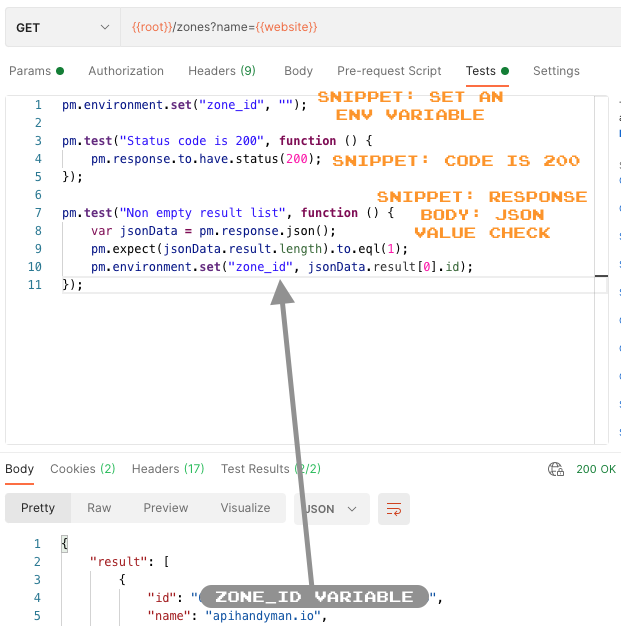 GET {{root}}/zones?name={{website}}
Params Authorization Headers (9) Body Pre-request Script Tests Settings
1 pm.environment.set("zone_id", ""); SNIPPET: SET AN
ENV VARIABLE
2
3 pm.test("Status code is 200", function () {
4 pm.response.to.have.status(200); SNIPPET: CODE IS 200
5 });
6
SNIPPET: RESPONSE
7 pm.test("Non empty result list", function () { BODY: JSON
8 var jsonData = pm.response.json(); VALUE CHECK
9 pm.expect(jsonData.result.length).to.eql(1);
10 pm.environment.set("zone_id", jsonData.result[0].id);
11 });
Body Cookies (2) Headers (17) Test Results (2/2) 200 OK
Pretty Raw Preview Visualize JSON
1 {
2 "result": [
3 {
4 "id": " ZONE_ID VARIABLE ",
5 "name": "apihandyman.io",